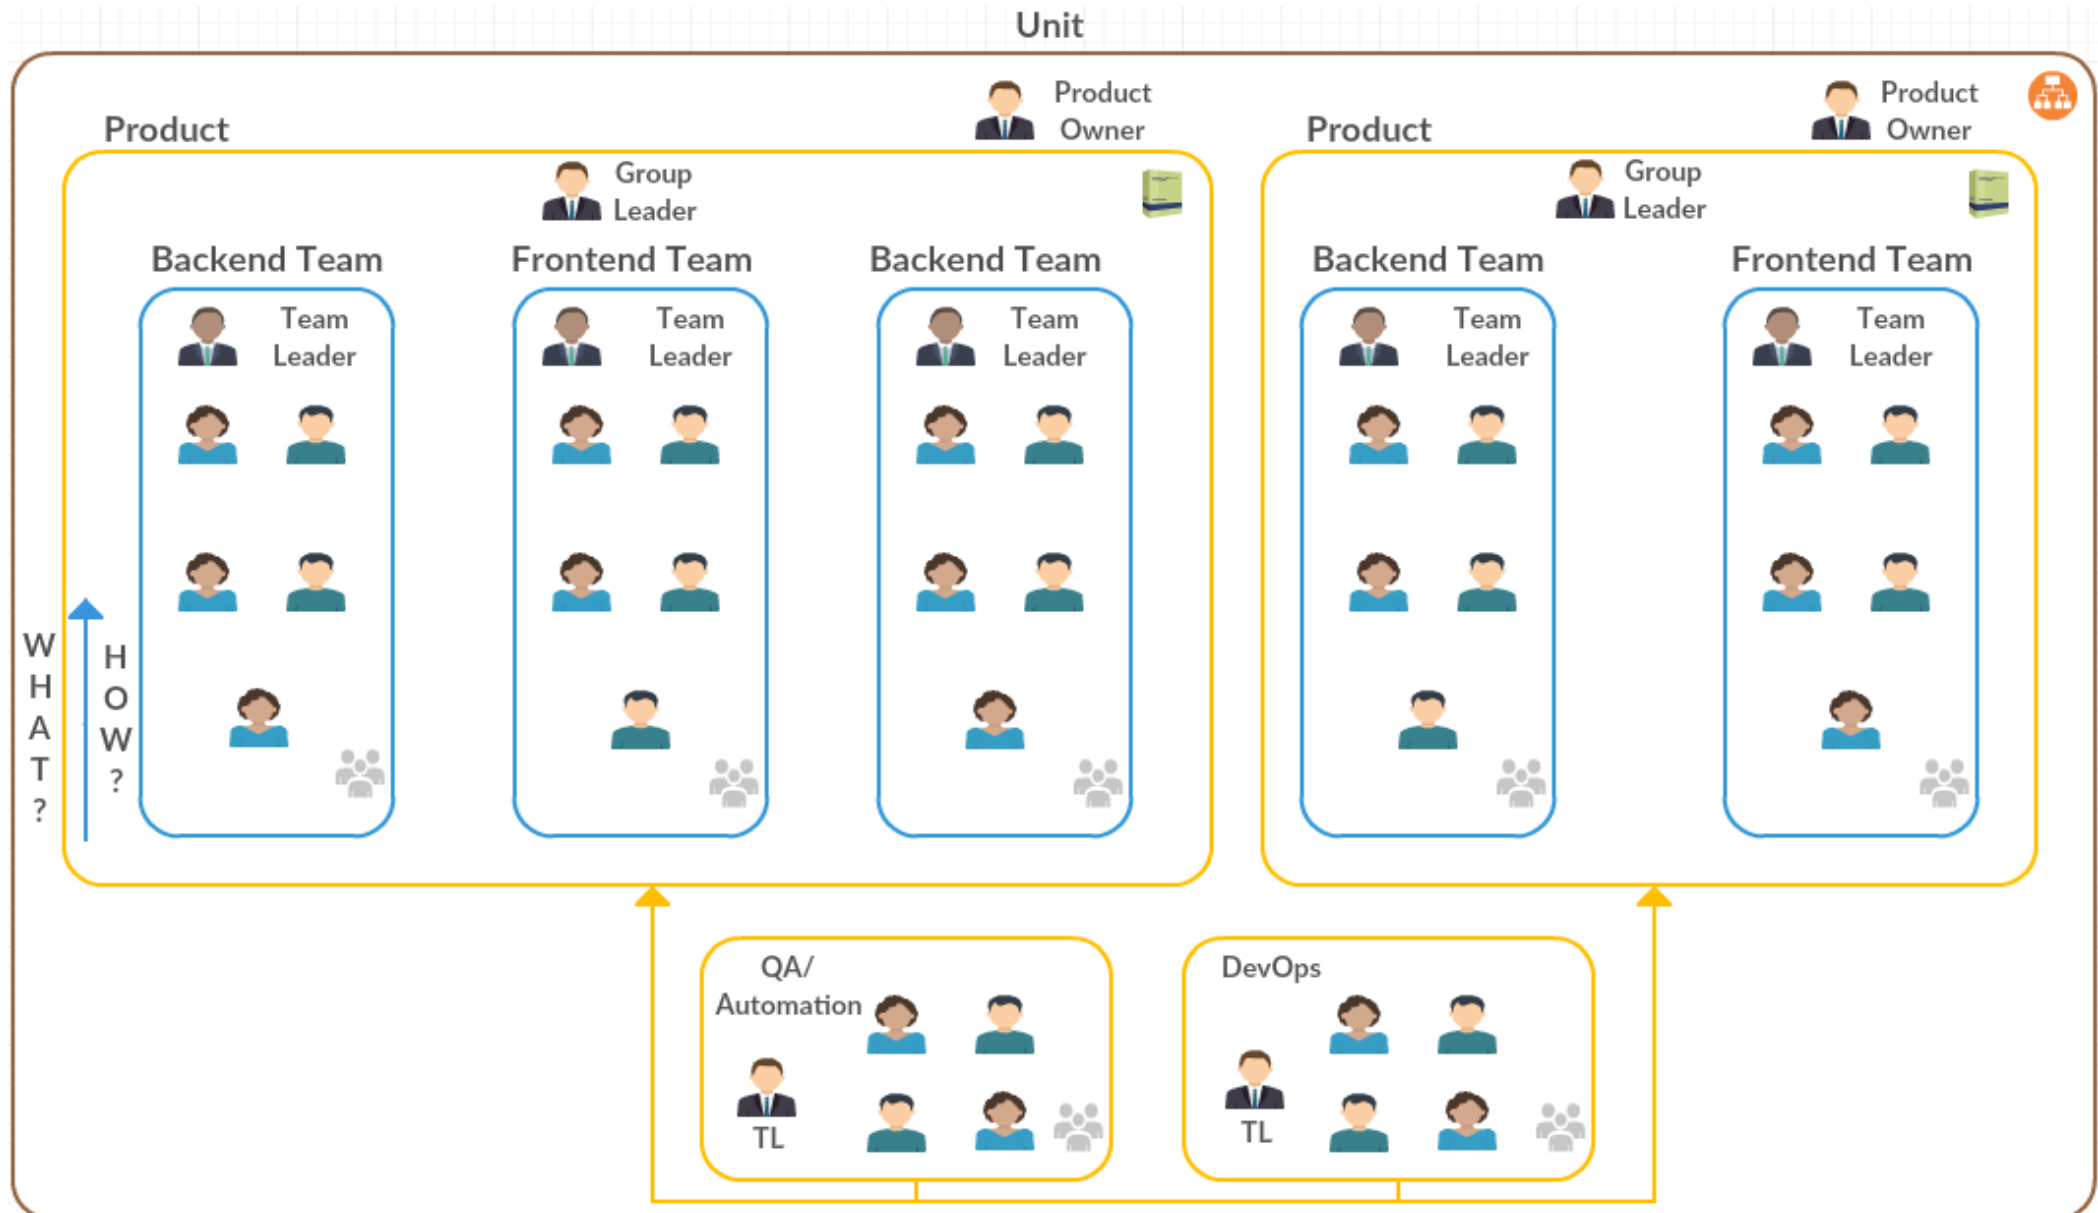 Unit
Product
Product
Owner
Group
Leader
Backend Team
Team
Leader
Frontend Team
Team
Leader
Backend Team
Team
Leader
W
H
A
T
?
H
O
W
?
Product
Product
Owner
Group
Leader
Backend Team
Team
Leader
Frontend Team
Team
Leader
QA/
Automation
TL
DevOps
TL